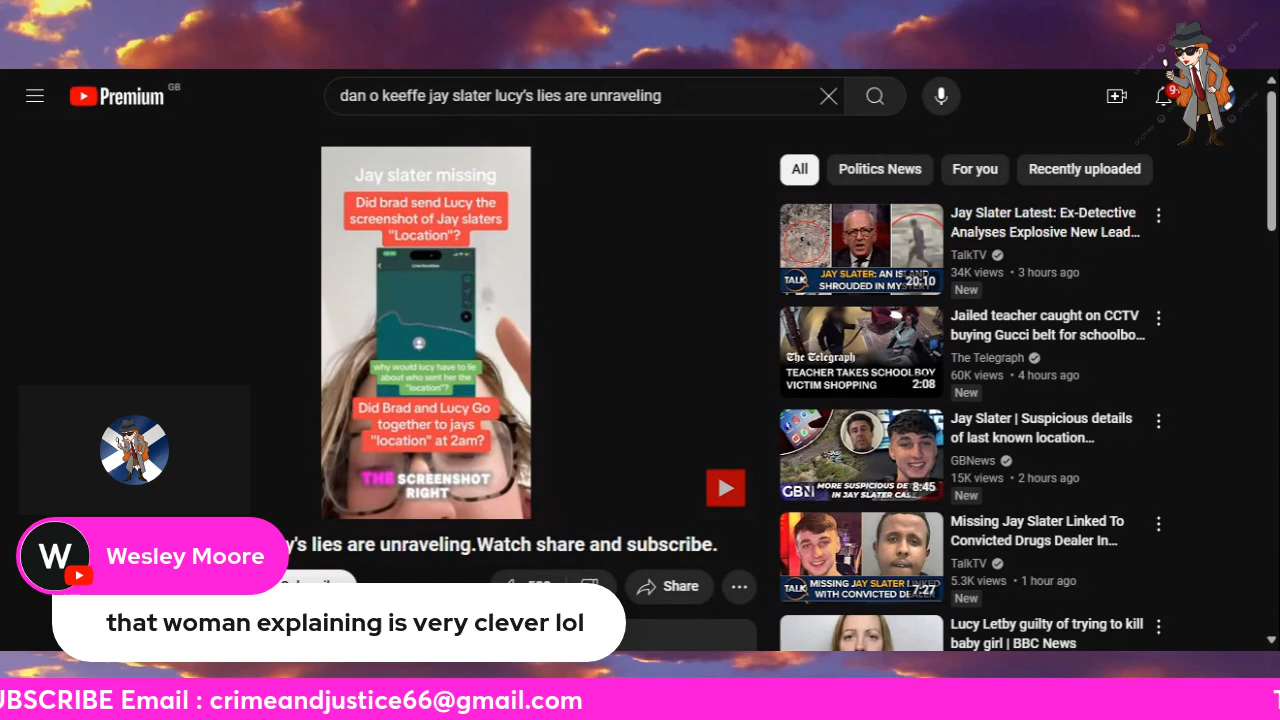 Premium GB
dan o keeffe jay slater lucy's lies are unraveling
9+
Jay slater missing
Did brad send Lucy the
screenshot of Jay slaters
"Location"?
why would lucy have to lie
about who sent her the
"location"?
Did Brad and Lucy Go
together to jays
"location" at 2am?
THE SCREENSHOT
RIGHT
y's lies are unraveling.Watch share and subscribe.
Share
All
Politics News
For you
Recently uploaded
TALK
JAY SLATER: AN ISLAND
SHROUDED IN MYSTERY
20:10
Jay Slater Latest: Ex-Detective
Analyses Explosive New Lead...
TalkTV
34K views • 3 hours ago
New
The Telegraph
TEACHER TAKES SCHOOLBOY
VICTIM SHOPPING
2:08
Jailed teacher caught on CCTV
buying Gucci belt for schoolbo...
The Telegraph
60K views • 4 hours ago
New
GBN
MORE SUSPICIOUS DE
IN JAY SLATER CAS
8:45
Jay Slater | Suspicious details
of last known location...
GBNews
15K views • 2 hours ago
New
TALK
MISSING JAY SLATER LINKED
WITH CONVICTED DEALER
7:27
Missing Jay Slater Linked To
Convicted Drugs Dealer In...
TalkTV
5.3K views • 1 hour ago
New
Lucy Letby guilty of trying to kill
baby girl | BBC News
W
Wesley Moore
that woman explaining is very clever lol
UBSCRIBE Email : crimeandjustice66@gmail.com